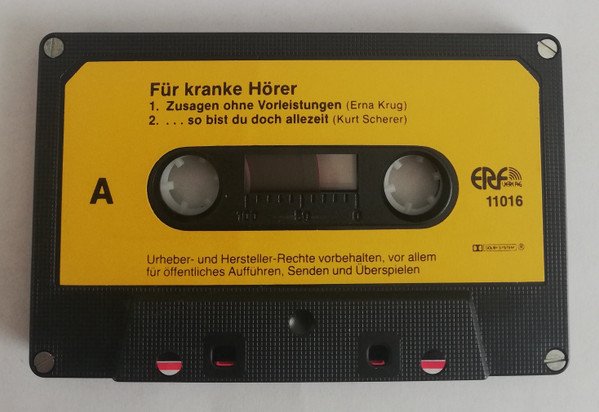 Für kranke Hörer
1. Zusagen ohne Vorleistungen (Erna Krug)
2. . . . so bist du doch allezeit (Kurt Scherer)
A
ERF
11016
100 50 0
Urheber- und Hersteller-Rechte vorbehalten, vor allem
für öffentliches Aufführen, Senden und Überspielen